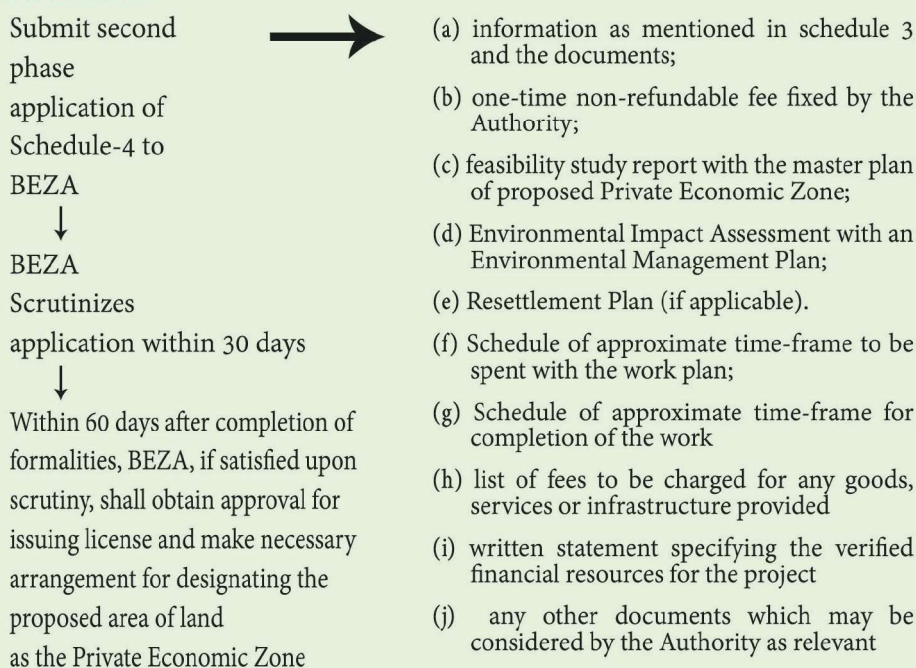 Submit second
phase
application of
Schedule-4 to
BEZA
BEZA
Scrutinizes
application within 30 days
Within 60 days after completion of
formalities, BEZA, if satisfied upon
scrutiny, shall obtain approval for
issuing license and make necessary
arrangement for designating the
proposed area of land
as the Private Economic Zone
(a) information as mentioned in schedule 3
and the documents;
(b) one-time non-refundable fee fixed by the
Authority;
(c) feasibility study report with the master plan
of proposed Private Economic Zone;
(d) Environmental Impact Assessment with an
Environmental Management Plan;
(e) Resettlement Plan (if applicable).
(f) Schedule of approximate time-frame to be
spent with the work plan;
(g) Schedule of approximate time-frame for
completion of the work
(h) list of fees to be charged for any goods,
services or infrastructure provided
(i) written statement specifying the verified
financial resources for the project
(j) any other documents which may be
considered by the Authority as relevant